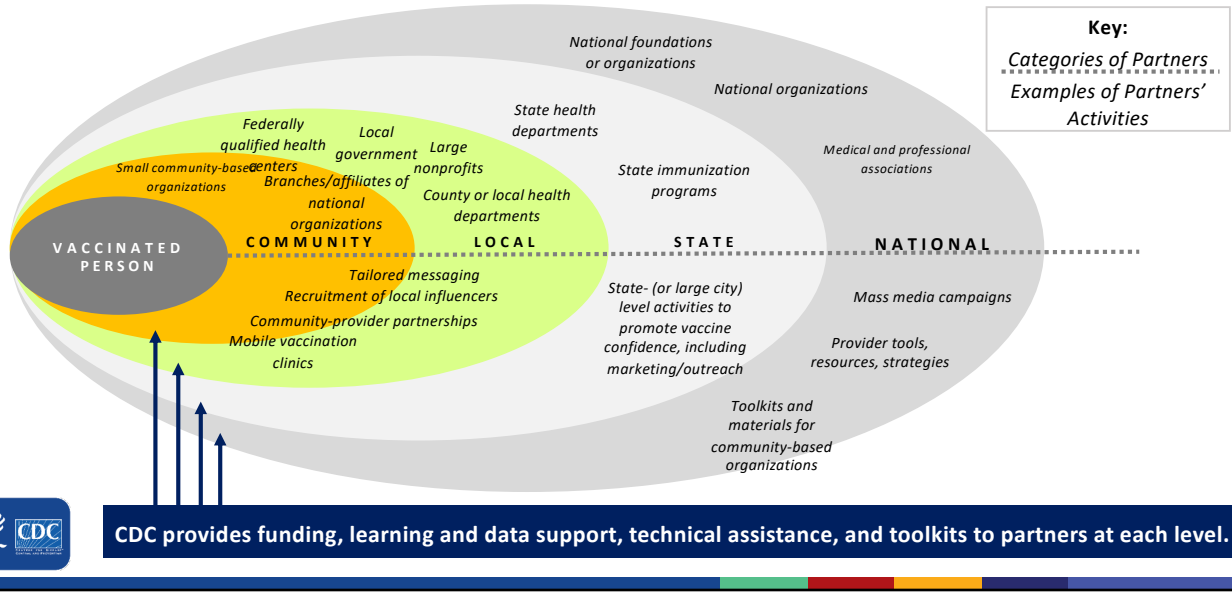 Key:
Categories of Partners
Examples of Partners’
Activities
National foundations
or organizations
National organizations
Medical and professional
associations
State health
departments
State immunization
programs
Federally
qualified health
centers
Local
government
Large
nonprofits
County or local health
departments
Small community-based
organizations
Branches/affiliates of
national
organizations
VACCINATED
PERSON
COMMUNITY
LOCAL
STATE
NATIONAL
Tailored messaging
Recruitment of local influencers
Community-provider partnerships
Mobile vaccination
clinics
State- (or large city)
level activities to
promote vaccine
confidence, including
marketing/outreach
Mass media campaigns
Provider tools,
resources, strategies
Toolkits and
materials for
community-based
organizations
CDC
CDC provides funding, learning and data support, technical assistance, and toolkits to partners at each level.